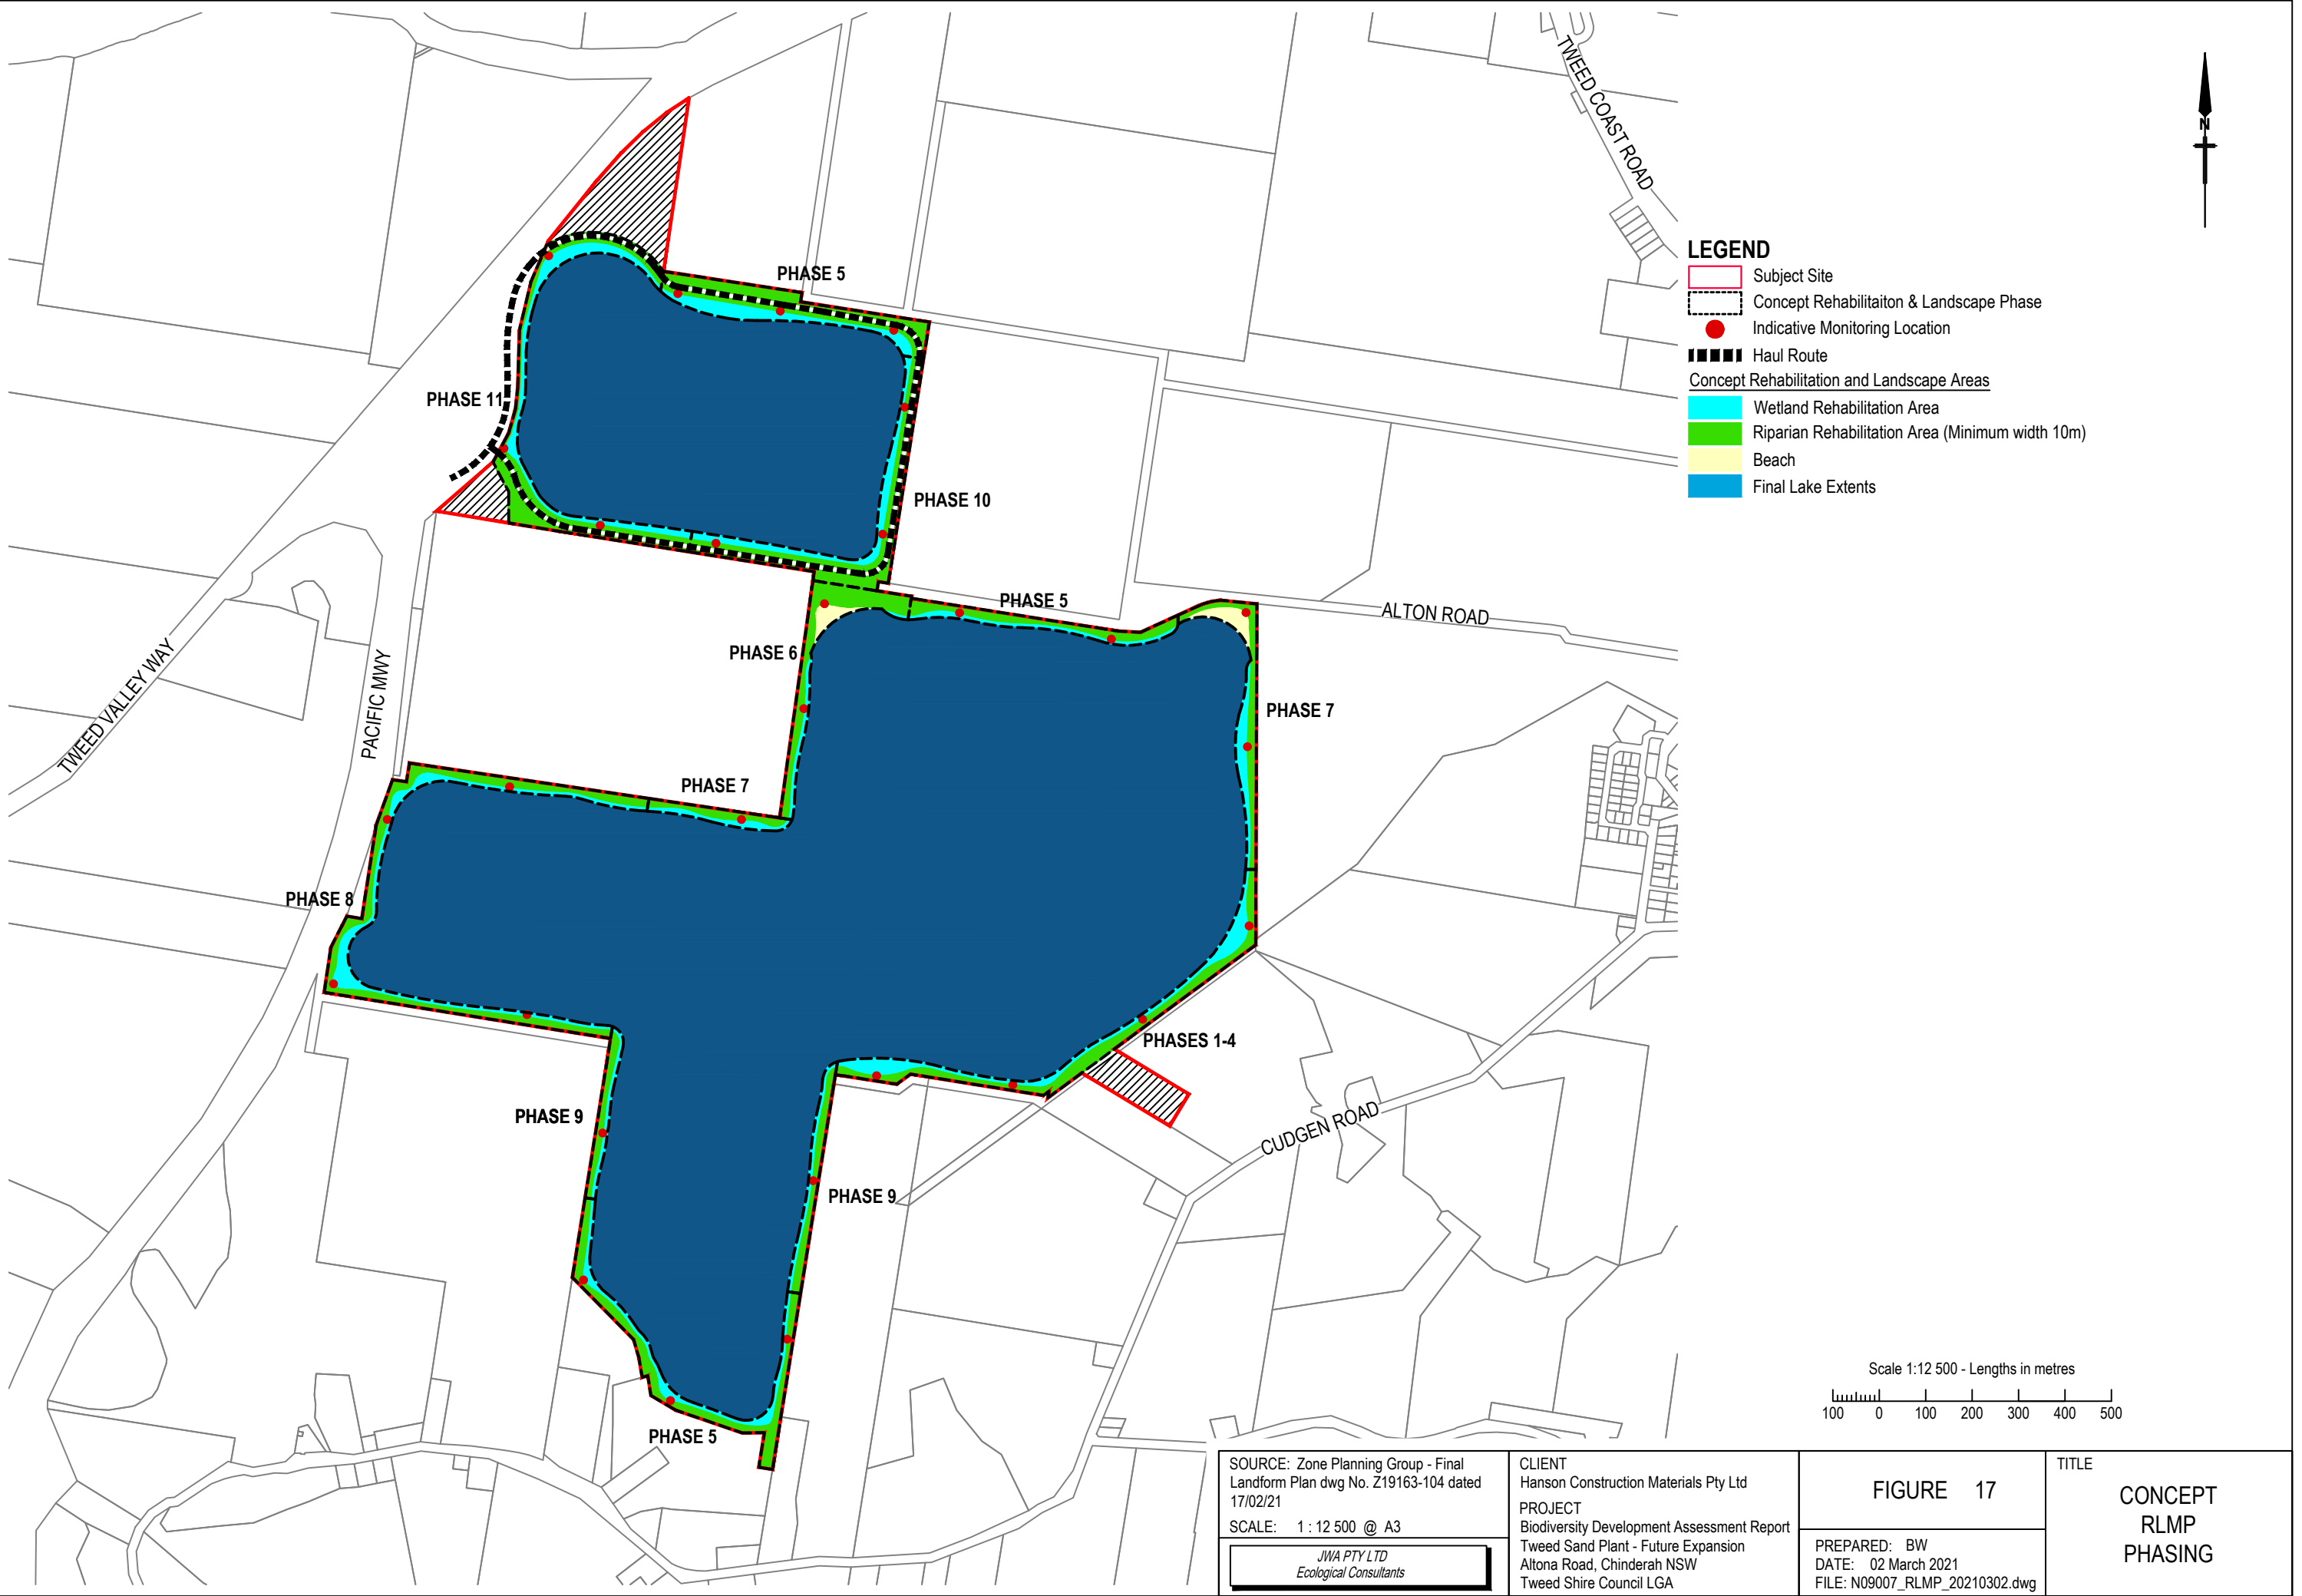 TWEED COAST ROAD
N
LEGEND
Subject Site
Concept Rehabilitaiton & Landscape Phase
Indicative Monitoring Location
Haul Route
Concept Rehabilitation and Landscape Areas
Wetland Rehabilitation Area
Riparian Rehabilitation Area (Minimum width 10m)
Beach
Final Lake Extents
PHASE 5
PHASE 11
PHASE 10
PHASE 5
ALTON ROAD
PHASE 6
TWEED VALLEY WAY
PACIFIC MWY
PHASE 7
PHASE 7
PHASE 8
PHASES 1-4
CUDGEN ROAD
PHASE 9
PHASE 9
PHASE 5
Scale 1:12 500 - Lengths in metres
100 0 100 200 300 400 500
SOURCE: Zone Planning Group - Final
Landform Plan dwg No. Z19163-104 dated
17/02/21
SCALE: 1 : 12 500 @ A3
JWA PTY LTD
Ecological Consultants
CLIENT
Hanson Construction Materials Pty Ltd
PROJECT
Biodiversity Development Assessment Report
Tweed Sand Plant - Future Expansion
Altona Road, Chinderah NSW
Tweed Shire Council LGA
FIGURE 17
PREPARED: BW
DATE: 02 March 2021
FILE: N09007_RLMP_20210302.dwg
TITLE
CONCEPT
RLMP
PHASING